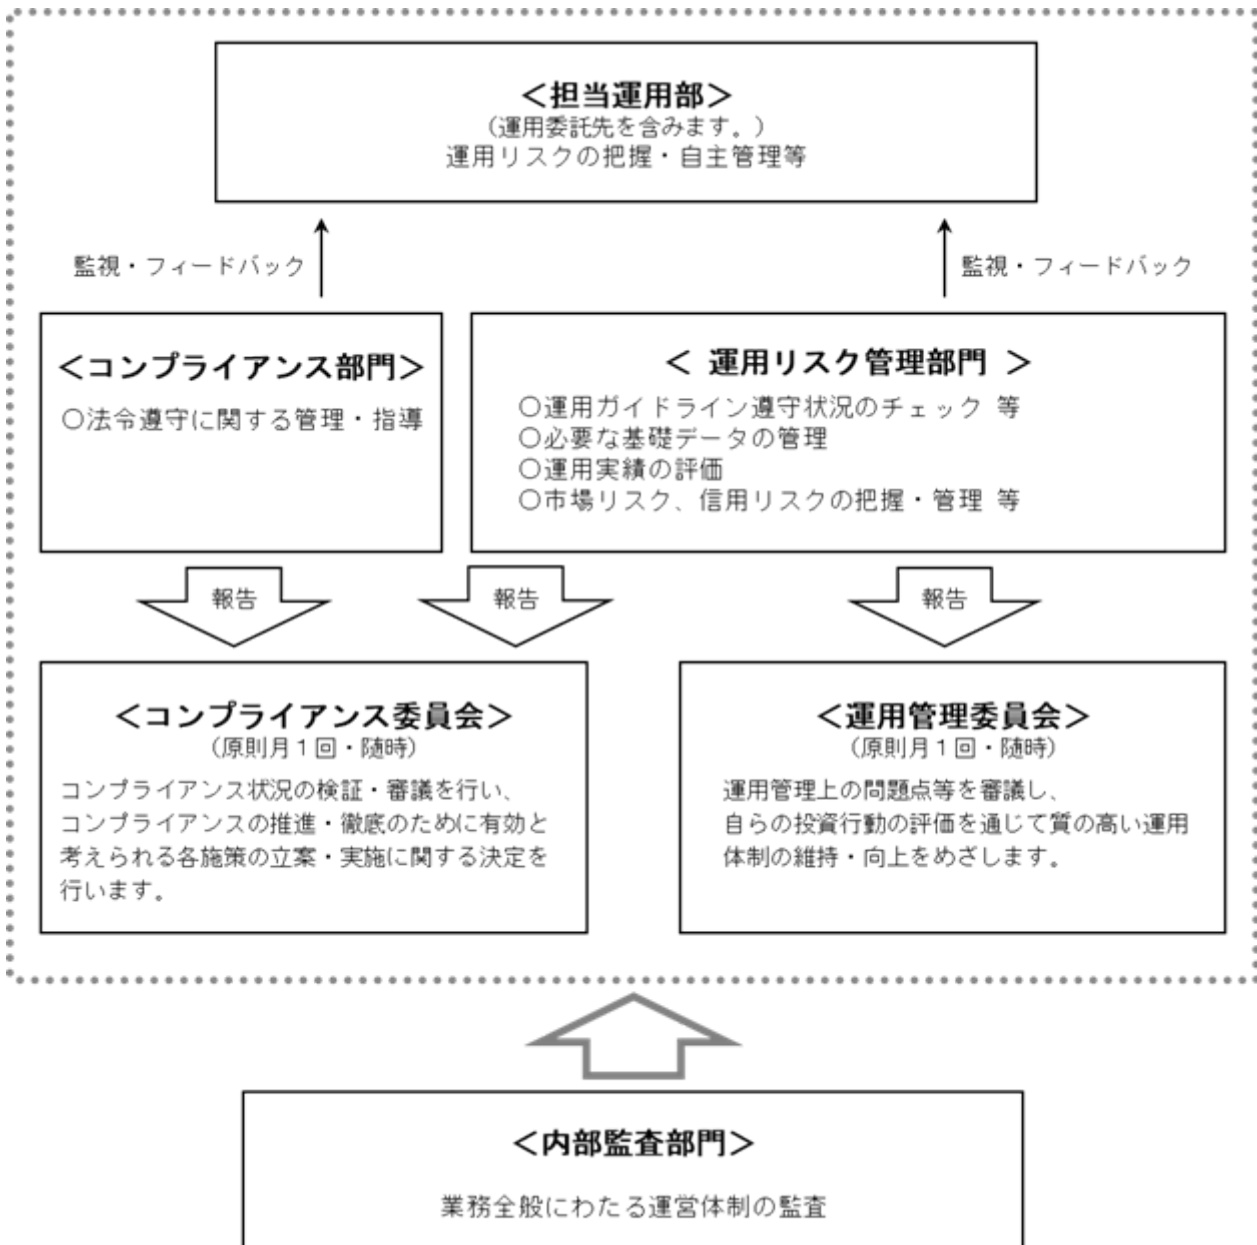 ＜担当運用部＞
（運用委託先を含みます。）
運用リスクの把握・自主管理等
監視・フィードバック
監視・フィードバック
＜コンプライアンス部門＞
○法令遵守に関する管理・指導
＜ 運用リスク管理部門 ＞
○運用ガイドライン遵守状況のチェック 等
○必要な基礎データの管理
○運用実績の評価
○市場リスク、信用リスクの把握・管理 等
報告
報告
報告
＜コンプライアンス委員会＞
（原則月１回・随時）
コンプライアンス状況の検証・審議を行い、
コンプライアンスの推進・徹底のために有効と
考えられる各施策の立案・実施に関する決定を
行います。
＜運用管理委員会＞
（原則月１回・随時）
運用管理上の問題点等を審議し、
自らの投資行動の評価を通じて質の高い運用
体制の維持・向上をめざします。
＜内部監査部門＞
業務全般にわたる運営体制の監査